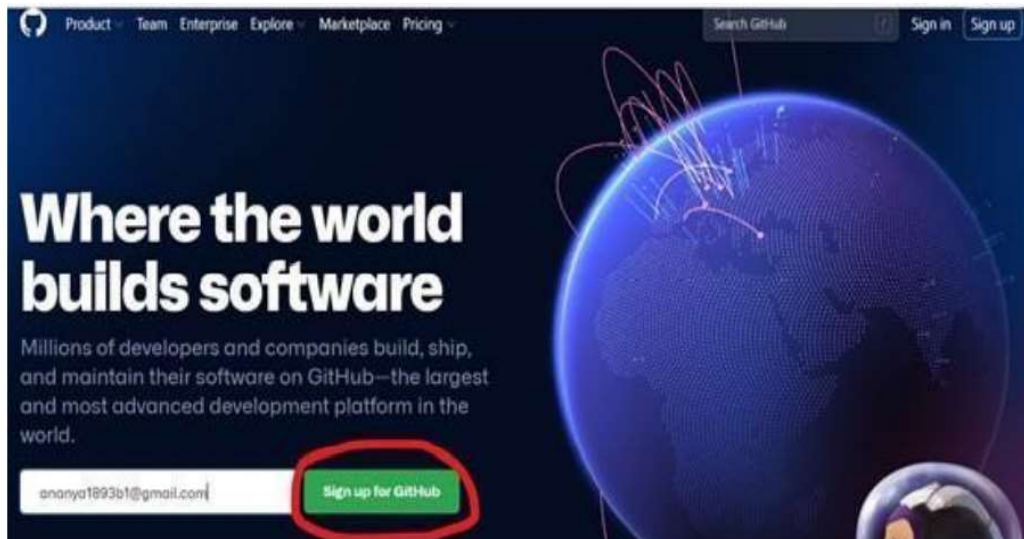 Product Team Enterprise Explore Marketplace Pricing Search GitHub / Sign in Sign up
Where the world
builds software
Millions of developers and companies build, ship,
and maintain their software on GitHub—the largest
and most advanced development platform in the
world.
ananya1893b1@gmail.com Sign up for GitHub